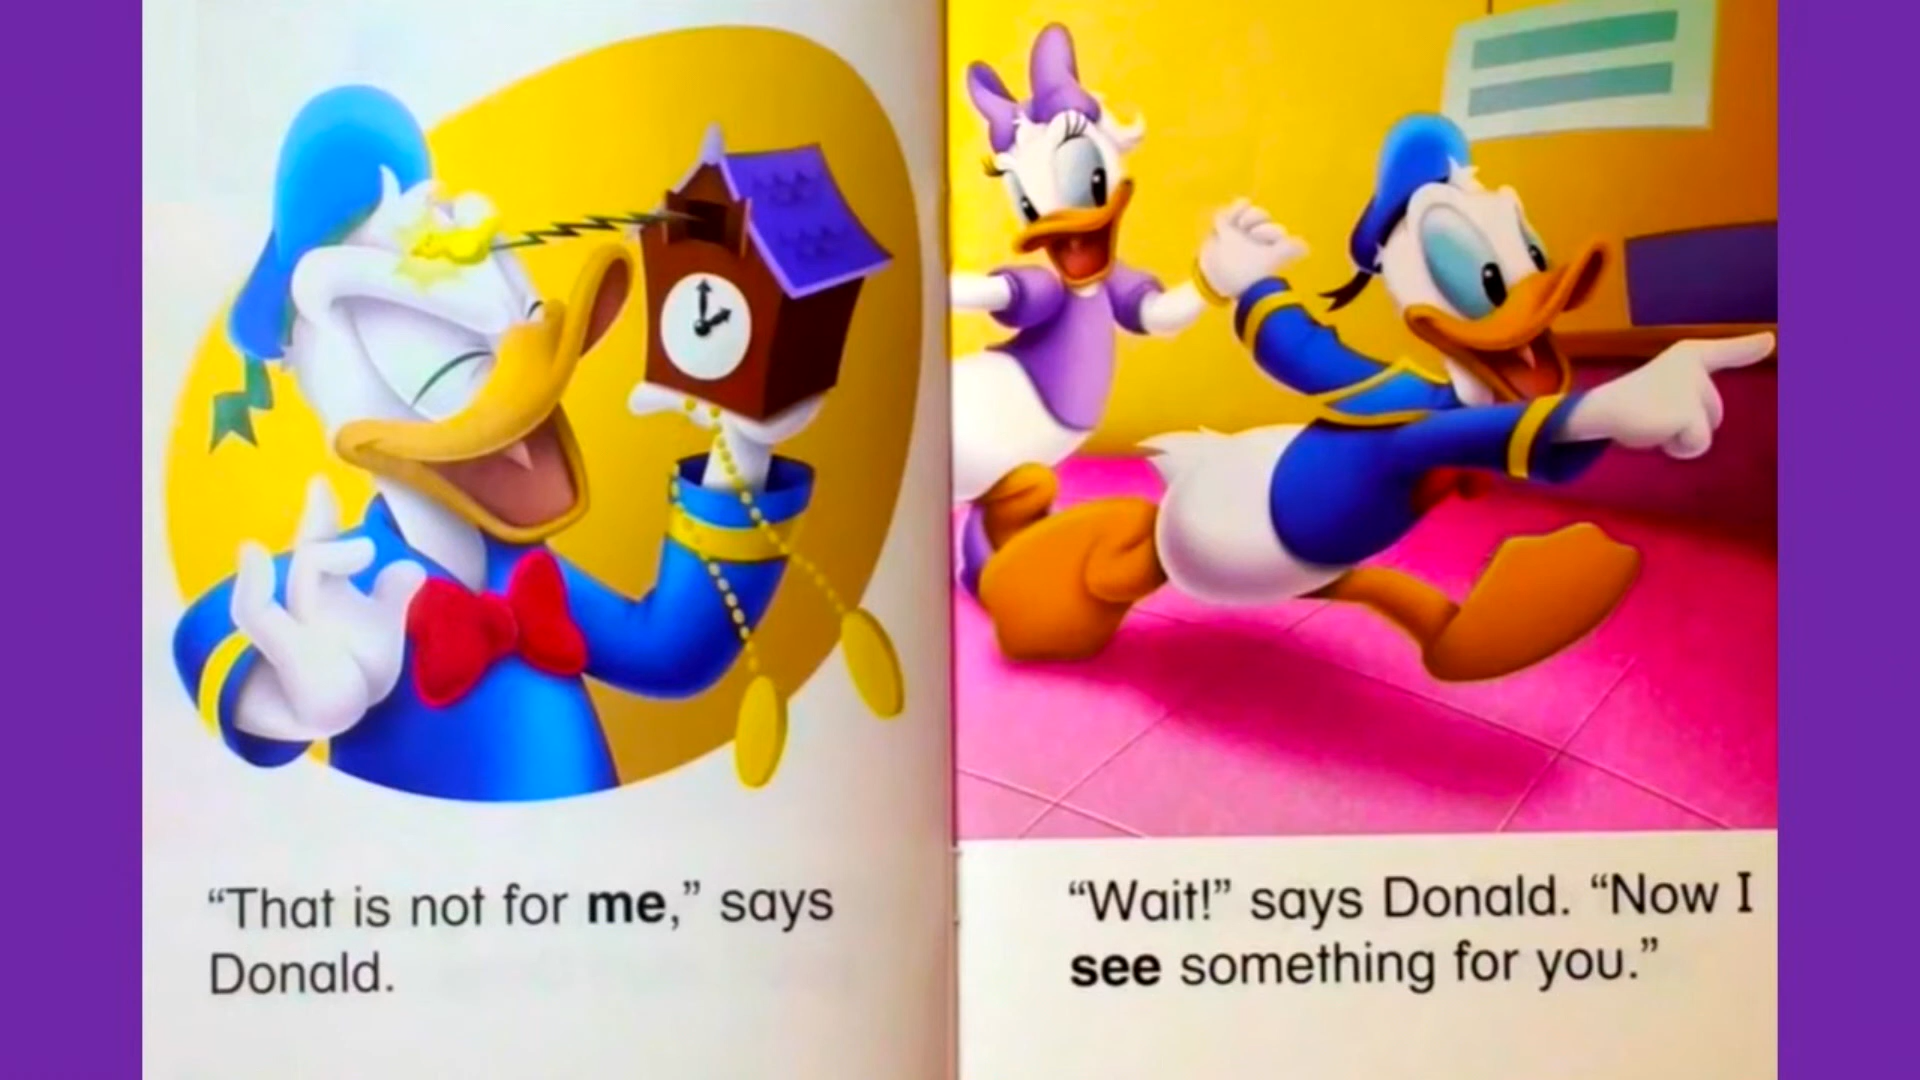 “That is not for me,” says
Donald.
“Wait!” says Donald. “Now I
see something for you.”